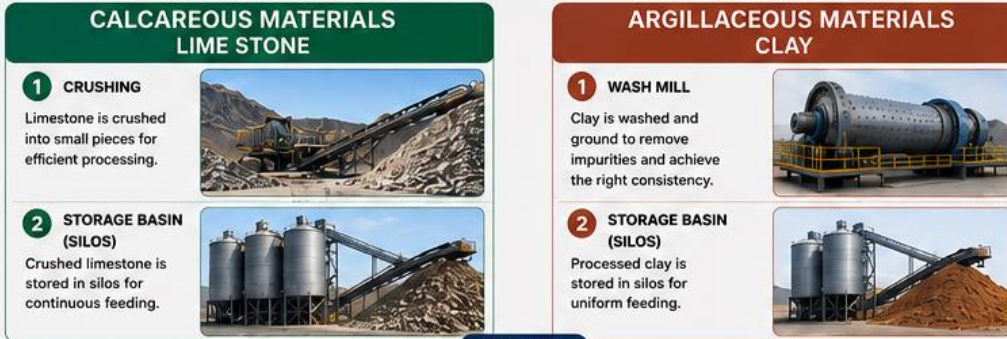 CALCAREOUS MATERIALS
LIME STONE
1 CRUSHING
Limestone is crushed
into small pieces for
efficient processing.
2 STORAGE BASIN
(SILOS)
Crushed limestone is
stored in silos for
continuous feeding.
ARGILLACEOUS MATERIALS
CLAY
1 WASH MILL
Clay is washed and
ground to remove
impurities and achieve
the right consistency.
2 STORAGE BASIN
(SILOS)
Processed clay is
stored in silos for
uniform feeding.